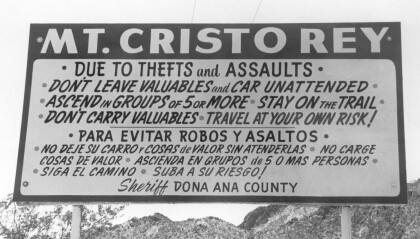 MT. CRISTO REY
• DUE TO THEFTS and ASSAULTS •
• DON'T LEAVE VALUABLES and CAR UNATTENDED •
• ASCEND IN GROUPS OF 5 OR MORE • STAY ON THE TRAIL •
• DON'T CARRY VALUABLES • TRAVEL AT YOUR OWN RISK!
• PARA EVITAR ROBOS Y ASALTOS •
• NO DEJE SU CARRO y COSAS de VALOR SIN ATENDERLAS • NO CARGE
COSAS DE VALOR • ASCIENDA EN GRUPOS de 5 O MAS PERSONAS •
• SIGA EL CAMINO • SUBA A SU RIESGO!
Sheriff DONA ANA COUNTY